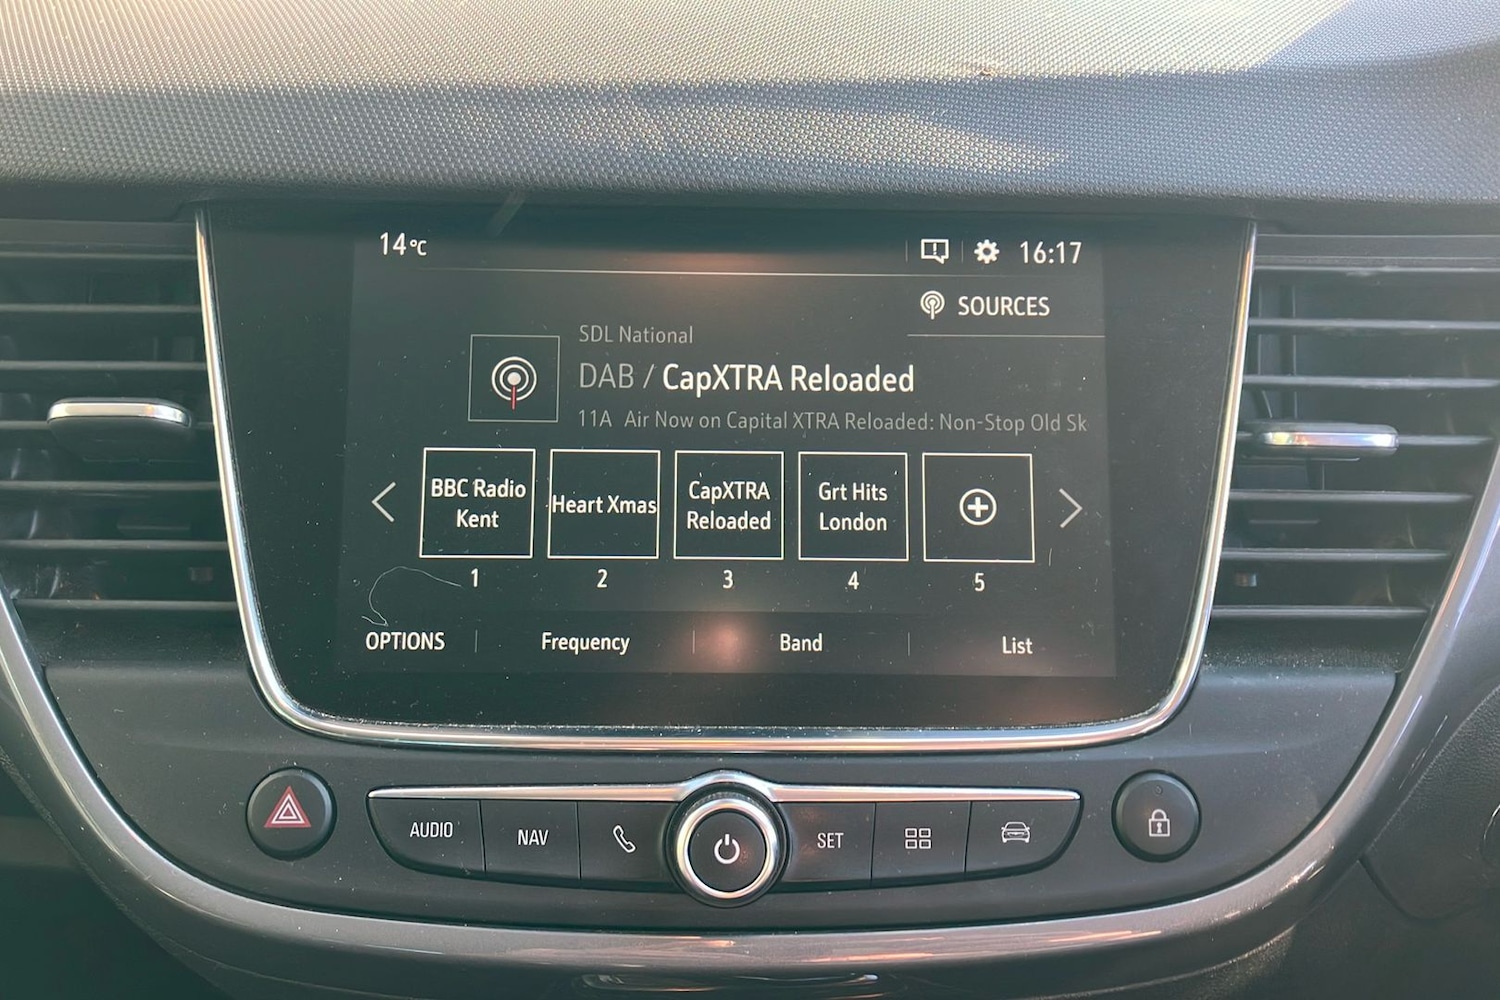 14°C
16:17
SOURCES
SDL National
DAB / CapXTRA Reloaded
11A Air Now on Capital XTRA Reloaded: Non-Stop Old Sk
BBC Radio
Kent
Heart Xmas
CapXTRA
Reloaded
Grt Hits
London
1
2
3
4
5
OPTIONS
Frequency
Band
List
AUDIO
NAV
SET